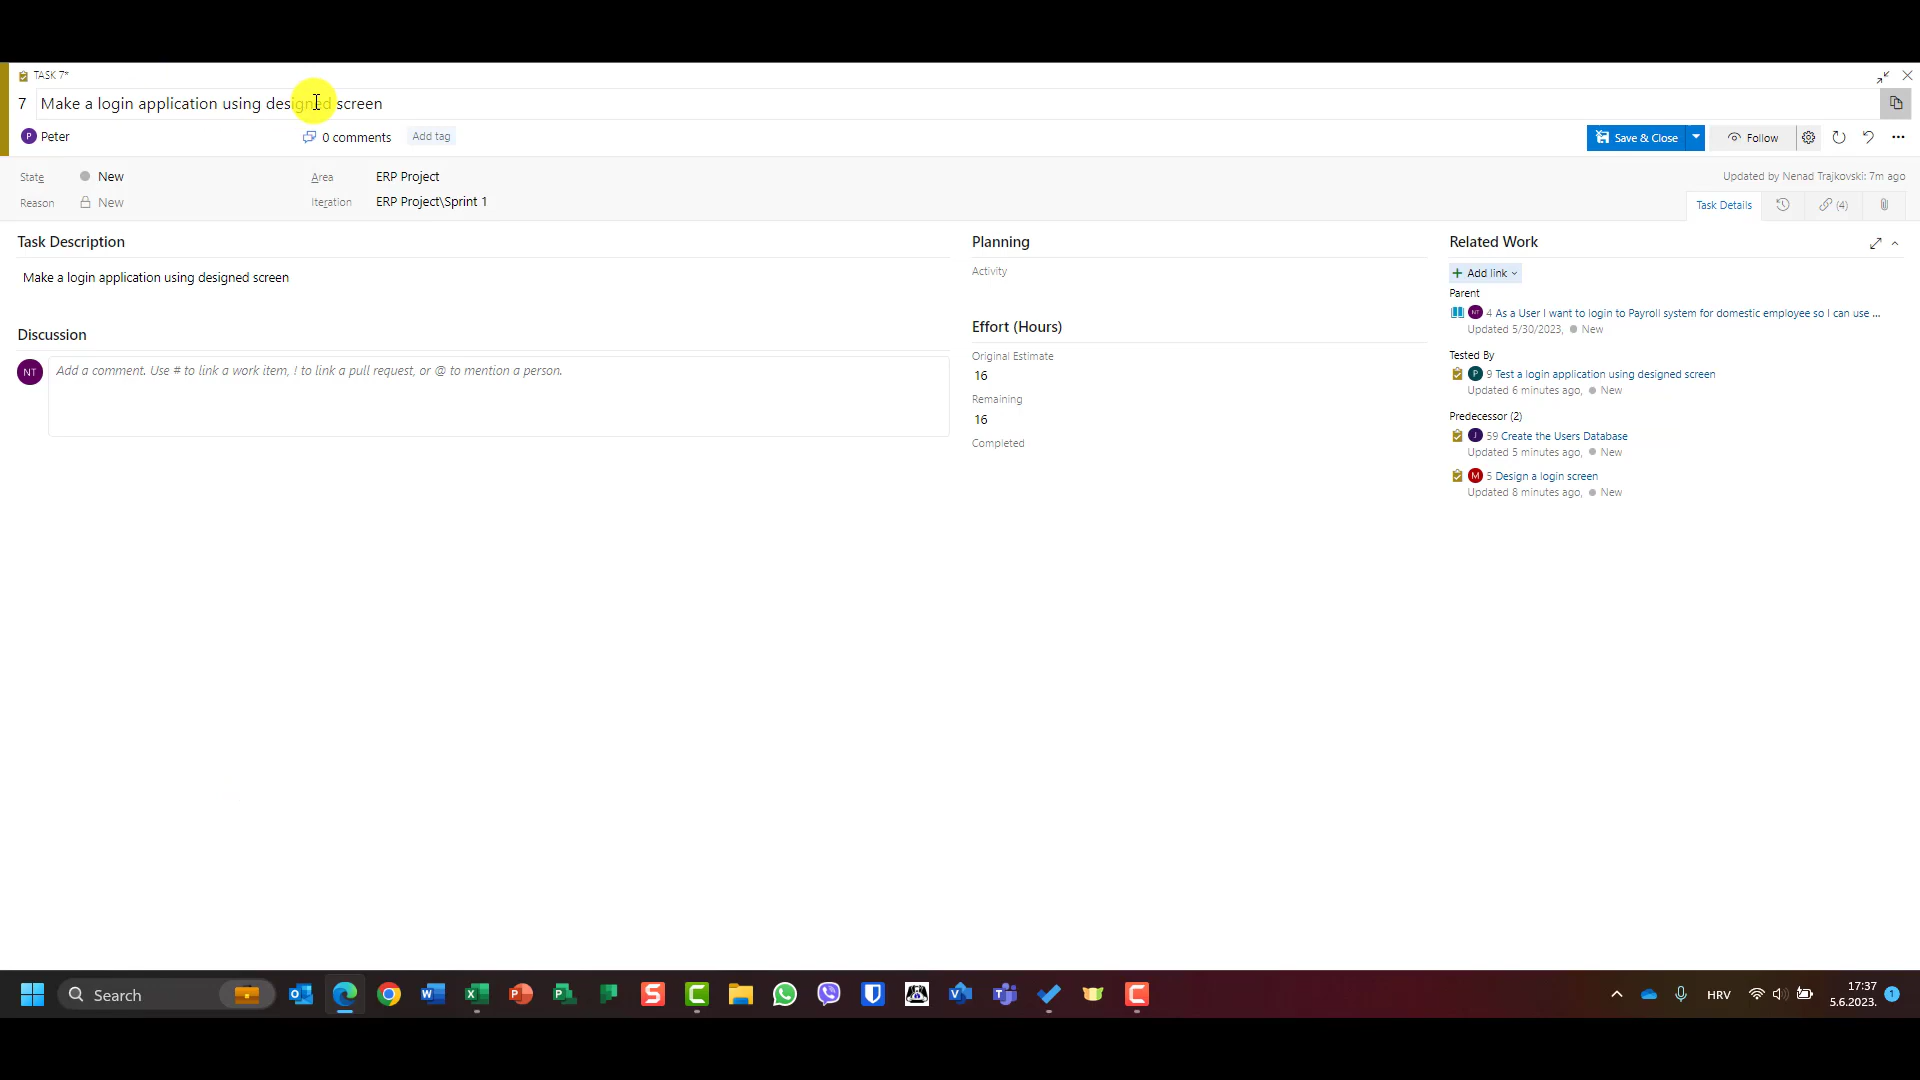 TASK 7*
7 Make a login application using designed screen
P Peter 0 comments Add tag Save & Close Follow
State New Area ERP Project Updated by Nenad Trajkovski: 7m ago
Reason New Iteration ERP Project\Sprint 1 Task Details (4)
Task Description
Make a login application using designed screen
Discussion
NT Add a comment. Use # to link a work item, ! to link a pull request, or @ to mention a person.
Planning
Activity
Effort (Hours)
Original Estimate
16
Remaining
16
Completed
Related Work
Add link
Parent
NT 4 As a User I want to login to Payroll system for domestic employee so I can use ...
Updated 5/30/2023, New
Tested By
P 9 Test a login application using designed screen
Updated 6 minutes ago, New
Predecessor (2)
J 59 Create the Users Database
Updated 5 minutes ago, New
M 5 Design a login screen
Updated 8 minutes ago, New
Search HRV 17:37
5.6.2023. 1